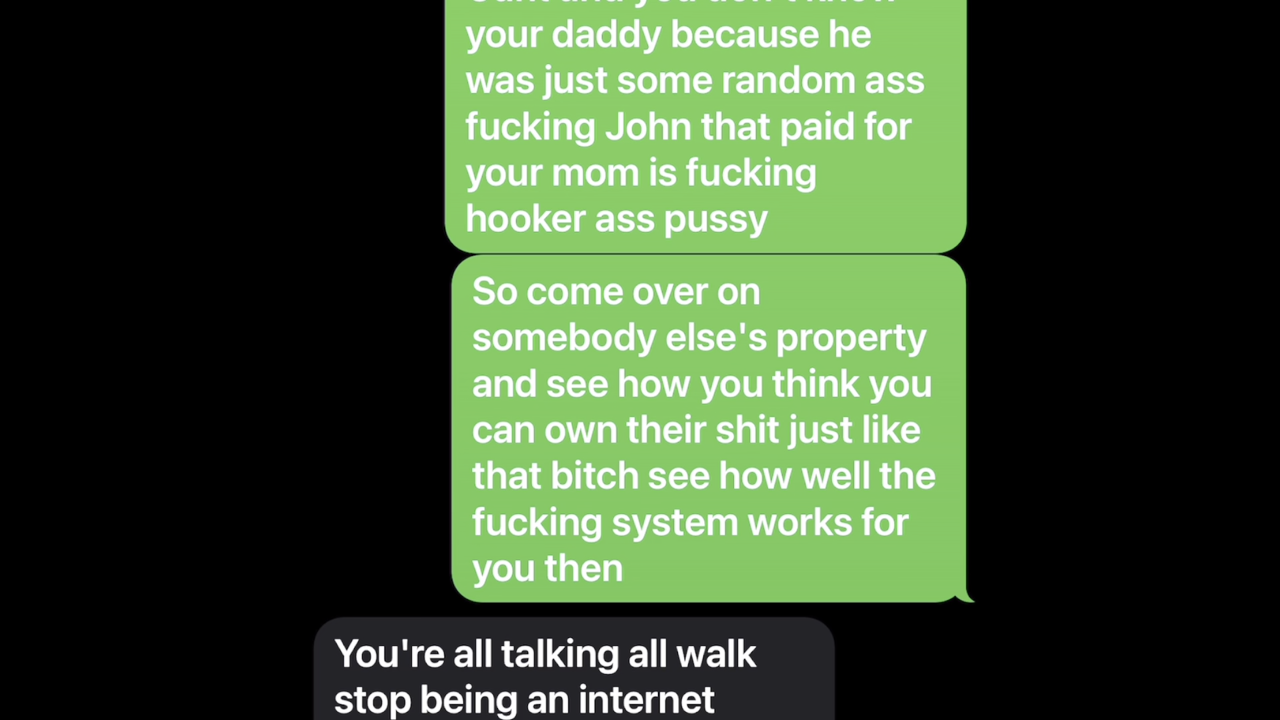 your daddy because he
was just some random ass
fucking John that paid for
your mom is fucking
hooker ass pussy
So come over on
somebody else's property
and see how you think you
can own their shit just like
that bitch see how well the
fucking system works for
you then
You're all talking all walk
stop being an internet